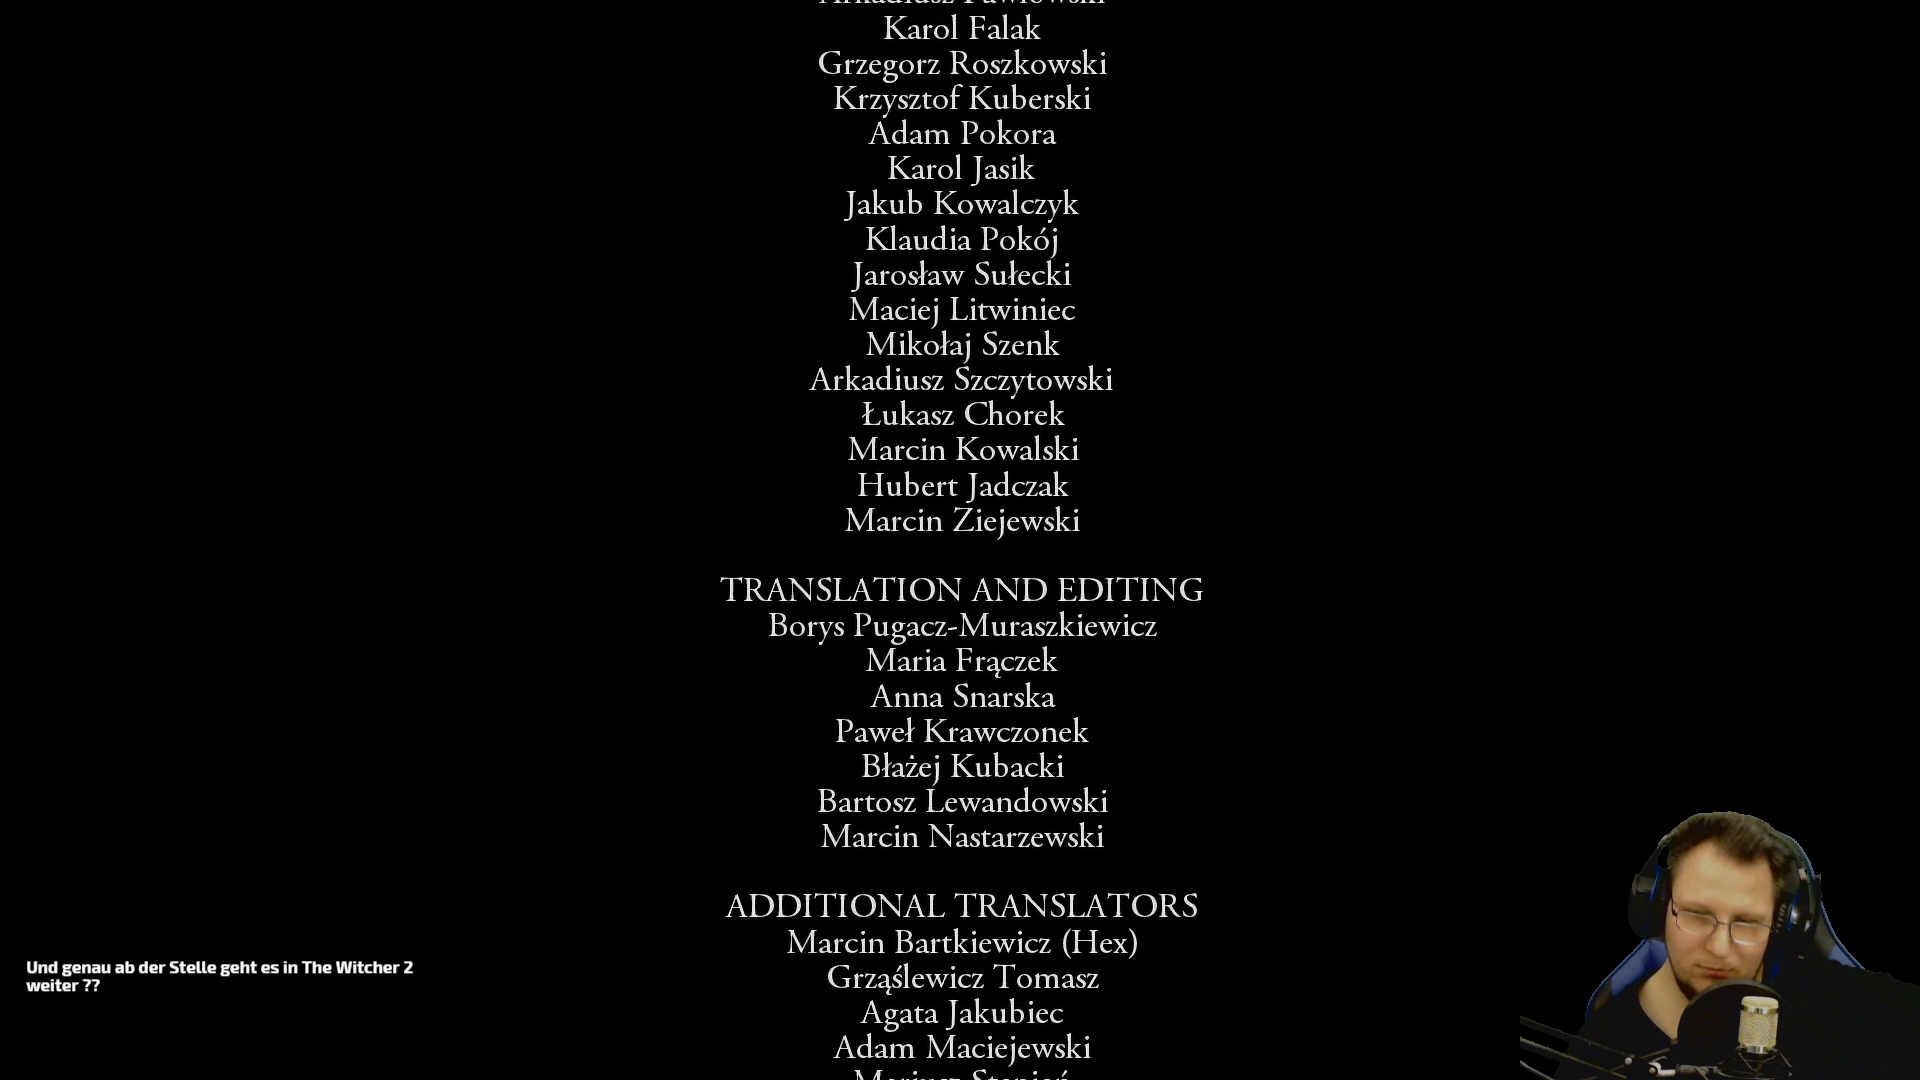 Karol Falak
Grzegorz Roszkowski
Krzysztof Kuberski
Adam Pokora
Karol Jasik
Jakub Kowalczyk
Klaudia Pokój
Jarosław Sułecki
Maciej Litwiniec
Mikołaj Szenk
Arkadiusz Szczytowski
Łukasz Chorek
Marcin Kowalski
Hubert Jadczak
Marcin Ziejewski
TRANSLATION AND EDITING
Borys Pugacz-Muraszkiewicz
Maria Frączek
Anna Snarska
Paweł Krawczonek
Błażej Kubacki
Bartosz Lewandowski
Marcin Nastarzewski
ADDITIONAL TRANSLATORS
Marcin Bartkiewicz (Hex)
Grząślewicz Tomasz
Agata Jakubiec
Adam Maciejewski
Und genau ab der Stelle geht es in The Witcher 2
weiter ??